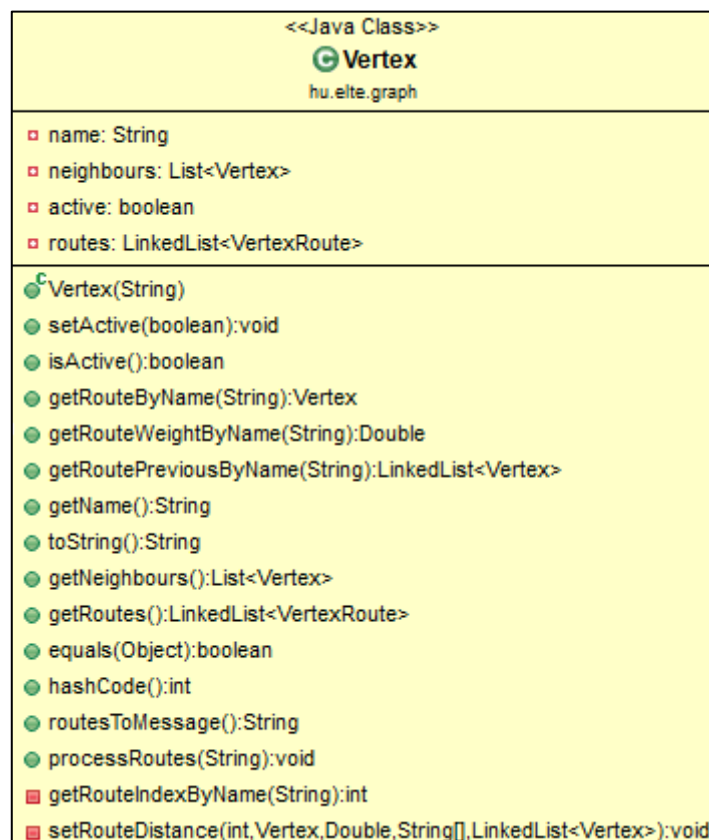 <<Java Class>>
C Vertex
hu.elte.graph
name: String
neighbours: List<Vertex>
active: boolean
routes: LinkedList<VertexRoute>
C Vertex(String)
setActive(boolean):void
isActive():boolean
getRouteByName(String):Vertex
getRouteWeightByName(String):Double
getRoutePreviousByName(String):LinkedList<Vertex>
getName():String
toString():String
getNeighbours():List<Vertex>
getRoutes():LinkedList<VertexRoute>
equals(Object):boolean
hashCode():int
routesToMessage():String
processRoutes(String):void
getRouteIndexByName(String):int
setRouteDistance(int,Vertex,Double,String[],LinkedList<Vertex>):void